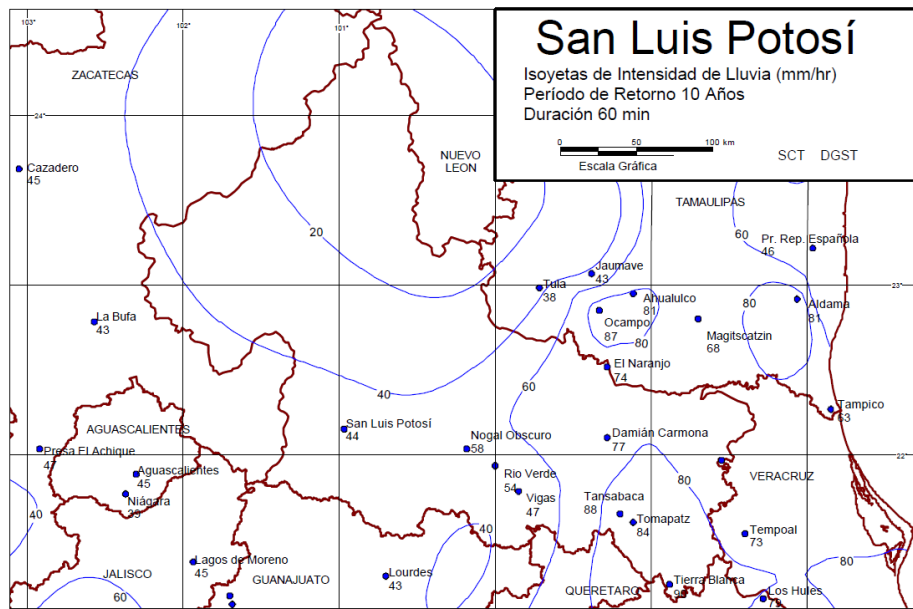 San Luis Potosí
Isoyetas de Intensidad de Lluvia (mm/hr)
Período de Retorno 10 Años
Duración 60 min
0 50 100 km
Escala Gráfica
SCT DGST
103°
102°
101°
ZACATECAS
24°
NUEVO
LEON
Cazadero
45
TAMAULIPAS
20
60
Pr. Rep. Española
46
Jaumave
43
23
Tula
38
Ahualulco
81
80
Aldama
81
La Bufa
43
Ocampo
87
80
Magitscatzin
68
El Naranjo
74
60
40
Tampico
63
San Luis Potosí
44
AGUASCALIENTES
Nogal Obscuro
58
Damián Carmona
77
22
Presa El Achique
47
Aguascalientes
45
Rio Verde
54
80
VERACRUZ
Niágara
39
Vigas
47
Tansabaca
88
40
Tomapatz
84
40
Tempoal
73
80
Lagos de Moreno
45
JALISCO
GUANAJUATO
Lourdes
43
QUERETARO
Tierra Blanca
60
Los Hules